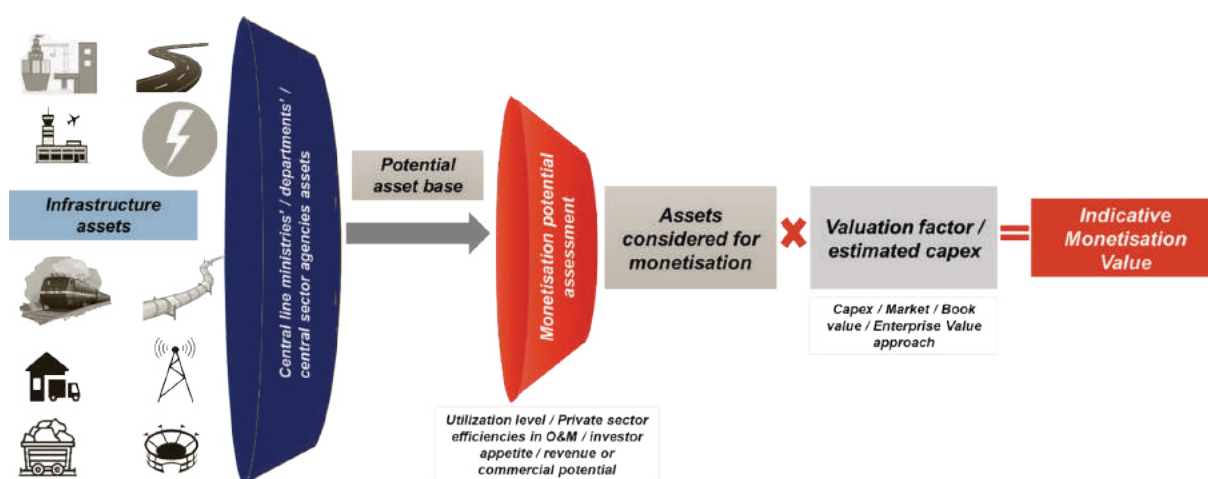 Infrastructure
assets
Central line ministries' / departments' /
central sector agencies assets
Potential
asset base
Monetisation potential
assessment
Utilization level / Private sector
efficiencies in O&M / investor
appetite / revenue or
commercial potential
Assets
considered for
monetisation
×
Valuation factor /
estimated capex
Capex / Market / Book
value / Enterprise Value
approach
=
Indicative
Monetisation
Value